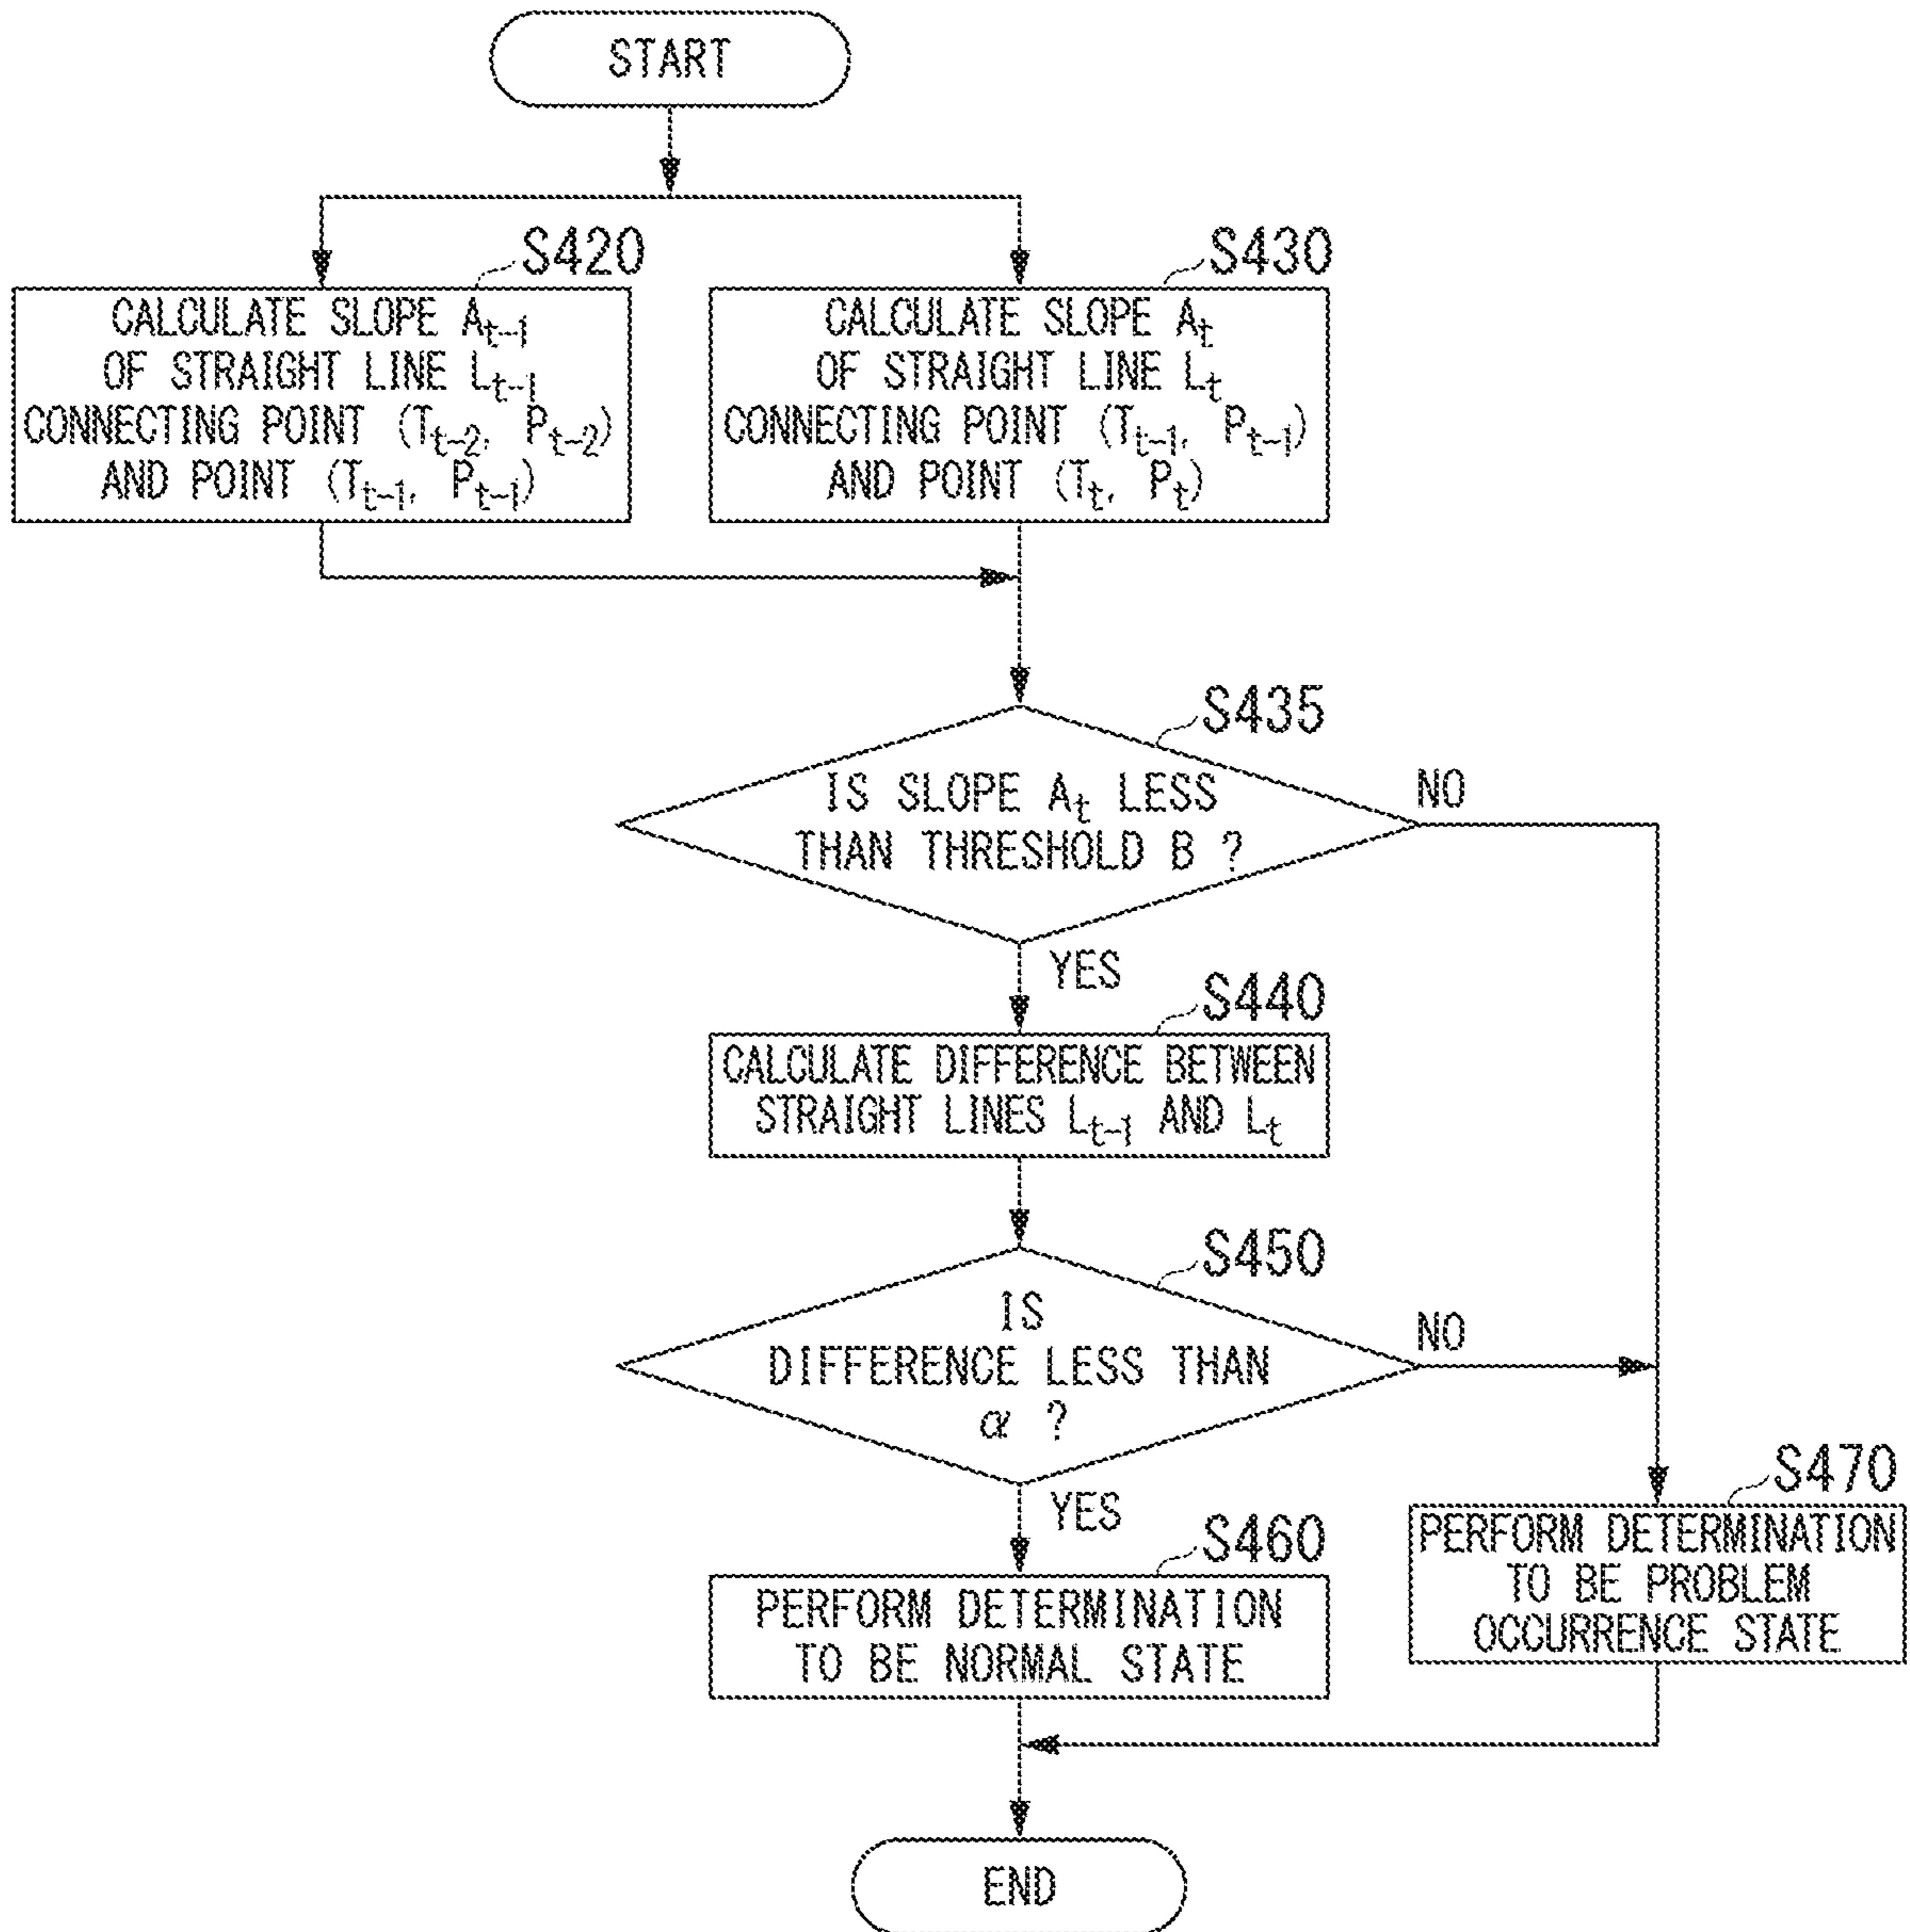 START
S420
CALCULATE SLOPE Aₜ₋₁
OF STRAIGHT LINE Lₜ₋₁
CONNECTING POINT (Tₜ₋₂, Pₜ₋₂)
AND POINT (Tₜ₋₁, Pₜ₋₁)
S430
CALCULATE SLOPE Aₜ
OF STRAIGHT LINE Lₜ
CONNECTING POINT (Tₜ₋₁, Pₜ₋₁)
AND POINT (Tₜ, Pₜ)
S435
IS SLOPE Aₜ LESS
THAN THRESHOLD B ?
NO
YES
S440
CALCULATE DIFFERENCE BETWEEN
STRAIGHT LINES Lₜ₋₁ AND Lₜ
S450
IS
DIFFERENCE LESS THAN
α ?
NO
YES
S460
PERFORM DETERMINATION
TO BE NORMAL STATE
S470
PERFORM DETERMINATION
TO BE PROBLEM
OCCURRENCE STATE
END